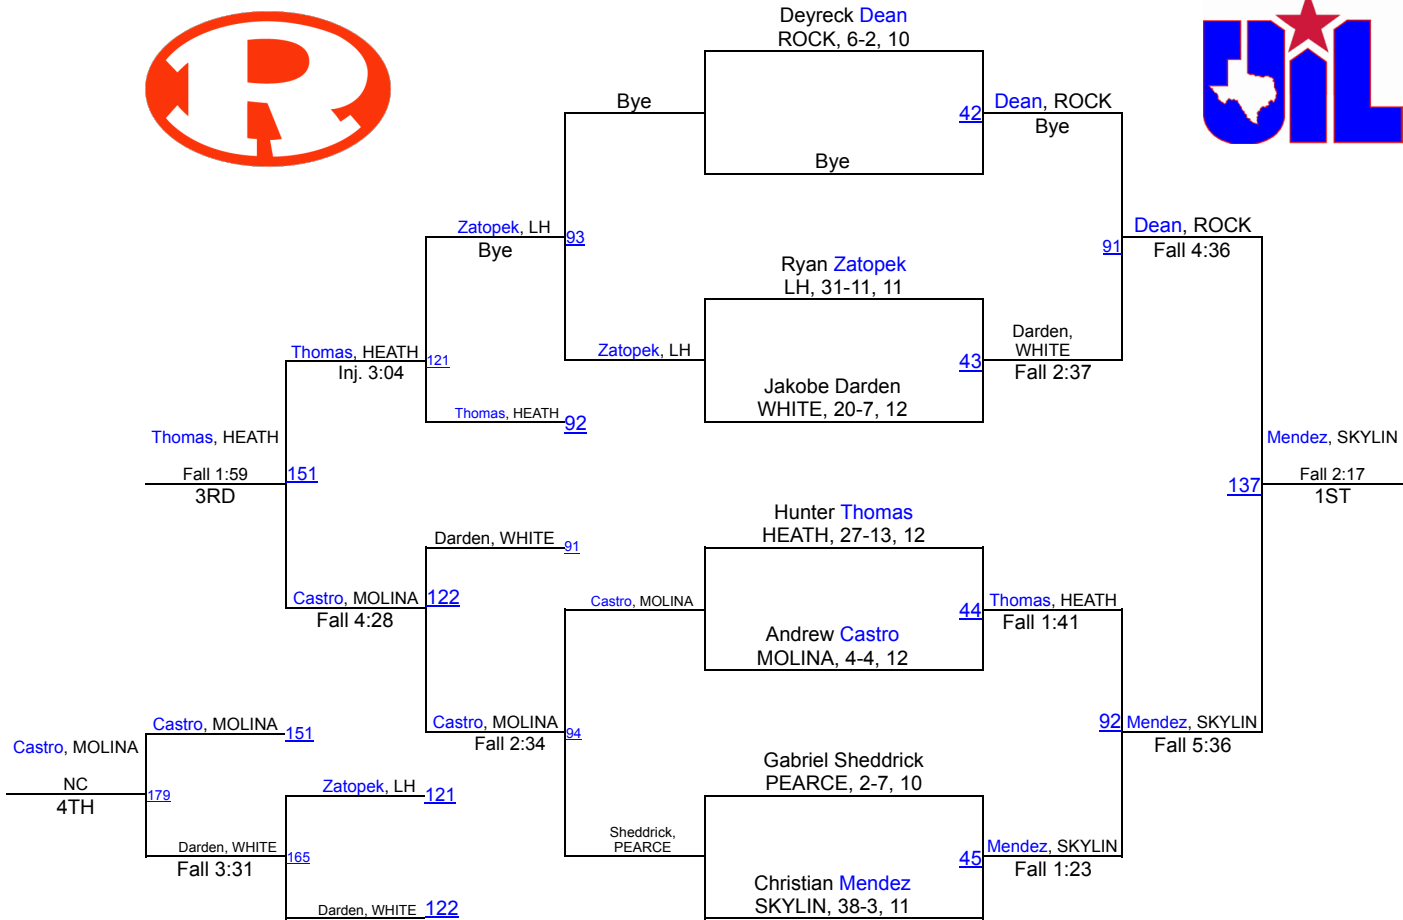 R
UIL
Deyreck Dean
ROCK, 6-2, 10
Bye
42
Dean, ROCK
Bye
Bye
Zatopek, LH
93
Bye
Dean, ROCK
91
Fall 4:36
Ryan Zatopek
LH, 31-11, 11
Thomas, HEATH
121
Inj. 3:04
Zatopek, LH
43
Darden,
WHITE
Fall 2:37
Jakobe Darden
WHITE, 20-7, 12
Thomas, HEATH
92
Thomas, HEATH
151
Fall 1:59
3RD
Mendez, SKYLIN
137
Fall 2:17
1ST
Hunter Thomas
HEATH, 27-13, 12
Darden, WHITE
91
Castro, MOLINA
122
Fall 4:28
Castro, MOLINA
44
Thomas, HEATH
Fall 1:41
Andrew Castro
MOLINA, 4-4, 12
Castro, MOLINA
151
Castro, MOLINA
94
Fall 2:34
92
Mendez, SKYLIN
Fall 5:36
Castro, MOLINA
NC
179
4TH
Gabriel Sheddrick
PEARCE, 2-7, 10
Zatopek, LH
121
Sheddrick,
PEARCE
45
Mendez, SKYLIN
Fall 1:23
Darden, WHITE
165
Fall 3:31
Christian Mendez
SKYLIN, 38-3, 11
Darden, WHITE
122